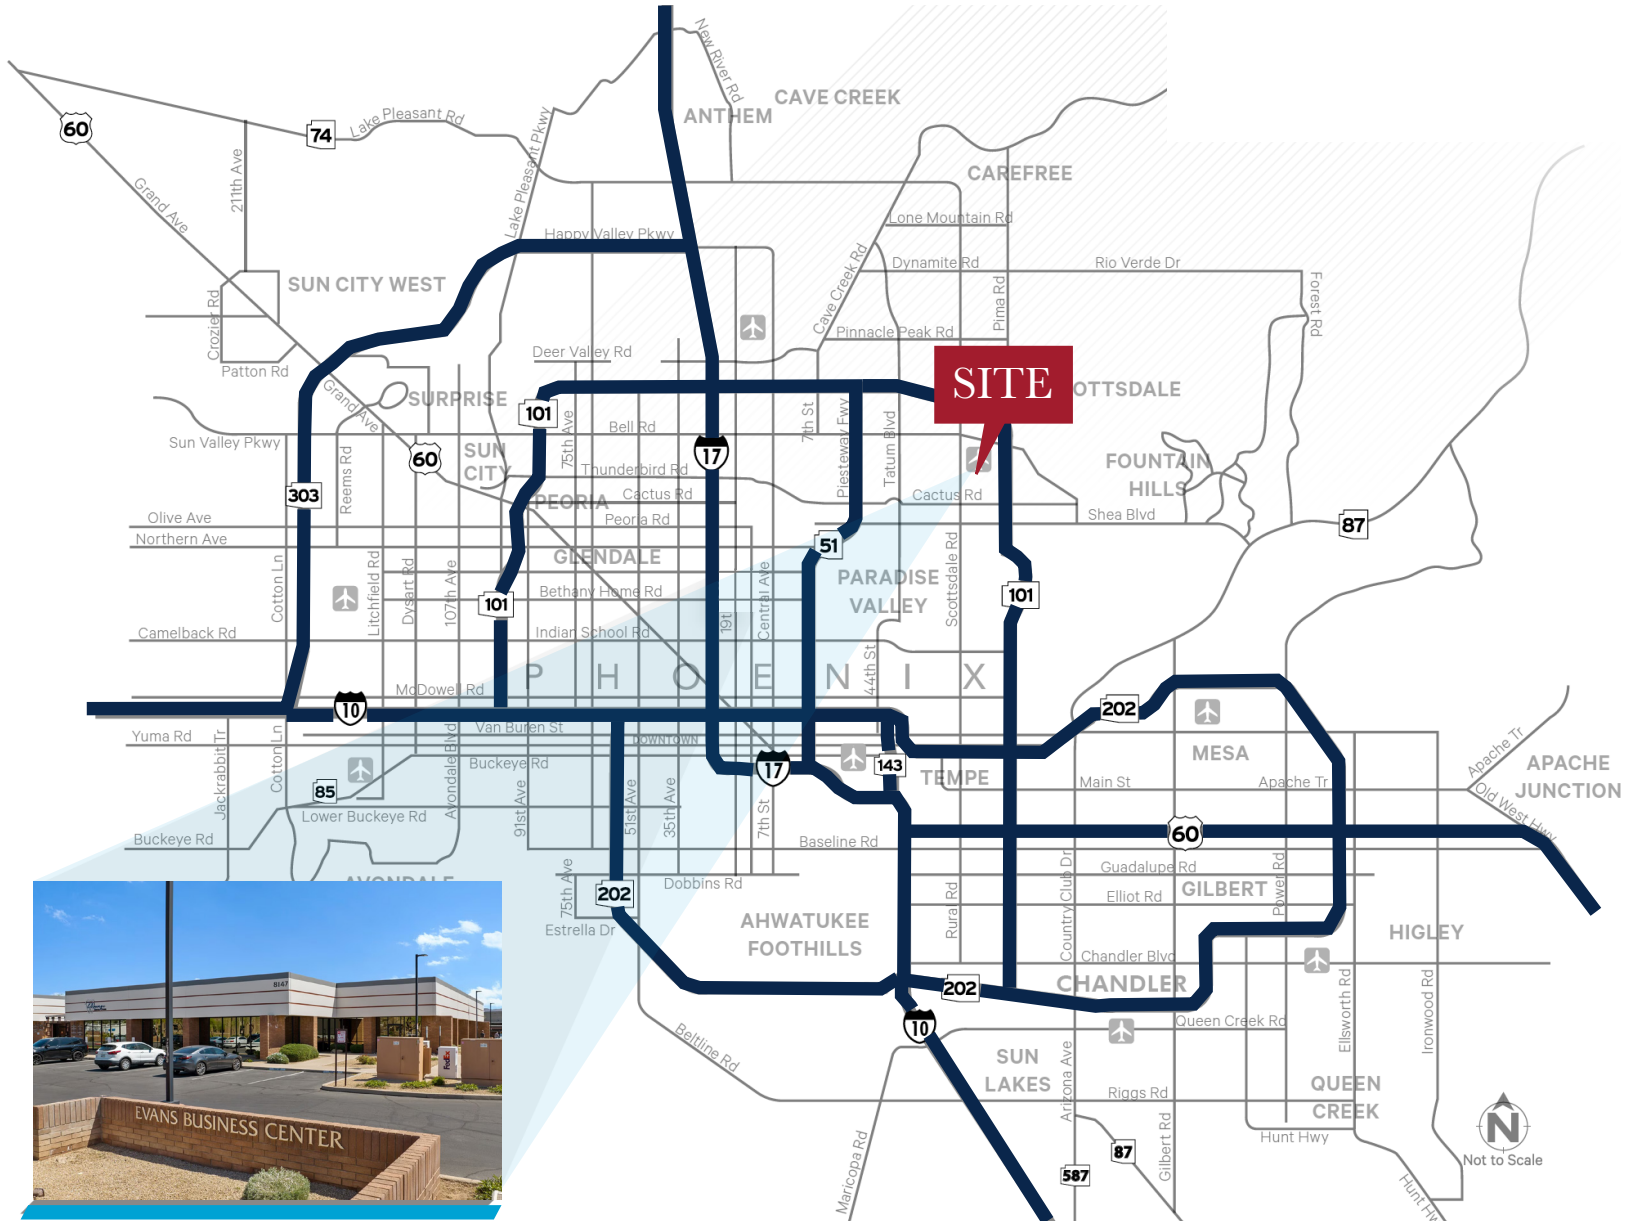 New River Rd
CAVE CREEK
ANTHEM
60
74
Lake Pleasant Rd
Lake Pleasant Pkwy
211th Ave
Grand Ave
CAREFREE
Lone Mountain Rd
Happy Valley Pkwy
Cave Creek Rd
Dynamite Rd
Rio Verde Dr
SUN CITY WEST
Crozier Rd
Pima Rd
Forest Rd
Pinnacle Peak Rd
Deer Valley Rd
Patton Rd
Grand Ave
SURPRISE
SITE
OTTSDALE
101
75th Ave
Bell Rd
7th St
Piesteway Fwy
Tatum Blvd
Sun Valley Pkwy
60
SUN
CITY
17
Thunderbird Rd
FOUNTAIN
HILLS
303
Reems Rd
PEORIA
Cactus Rd
Cactus Rd
Olive Ave
Peoria Rd
Shea Blvd
87
Northern Ave
51
GLENDALE
Cotton Ln
Litchfield Rd
Dysart Rd
107th Ave
101
Bethany Home Rd
19t
Central Ave
PARADISE
VALLEY
Scottsdale Rd
101
Camelback Rd
Indian School Rd
44th St
PHOENIX
McDowell Rd
10
202
Van Buren St
Yuma Rd
DOWNTOWN
Jackrabbit Tr
Cotton Ln
Avondale Blvd
Buckeye Rd
17
143
TEMPE
MESA
Apache Tr
APACHE
JUNCTION
85
91st Ave
51st Ave
35th Ave
7th St
Main St
Apache Tr
Old West Hwy
Lower Buckeye Rd
Buckeye Rd
Baseline Rd
60
Guadalupe Rd
AVONDALE
75th Ave
202
Dobbins Rd
Rural Rd
Country Club Dr
Elliot Rd
GILBERT
Power Rd
Estrella Dr
AHWATUKEE
FOOTHILLS
HIGLEY
Chandler Blvd
202
CHANDLER
Ellsworth Rd
Ironwood Rd
10
Queen Creek Rd
Beltline Rd
SUN
LAKES
Arizona Ave
Riggs Rd
QUEEN
CREEK
Gilbert Rd
Hunt Hwy
Maricopa Rd
87
587
N
Not to Scale
Hunt Hw
8147
FedEx
EVANS BUSINESS CENTER